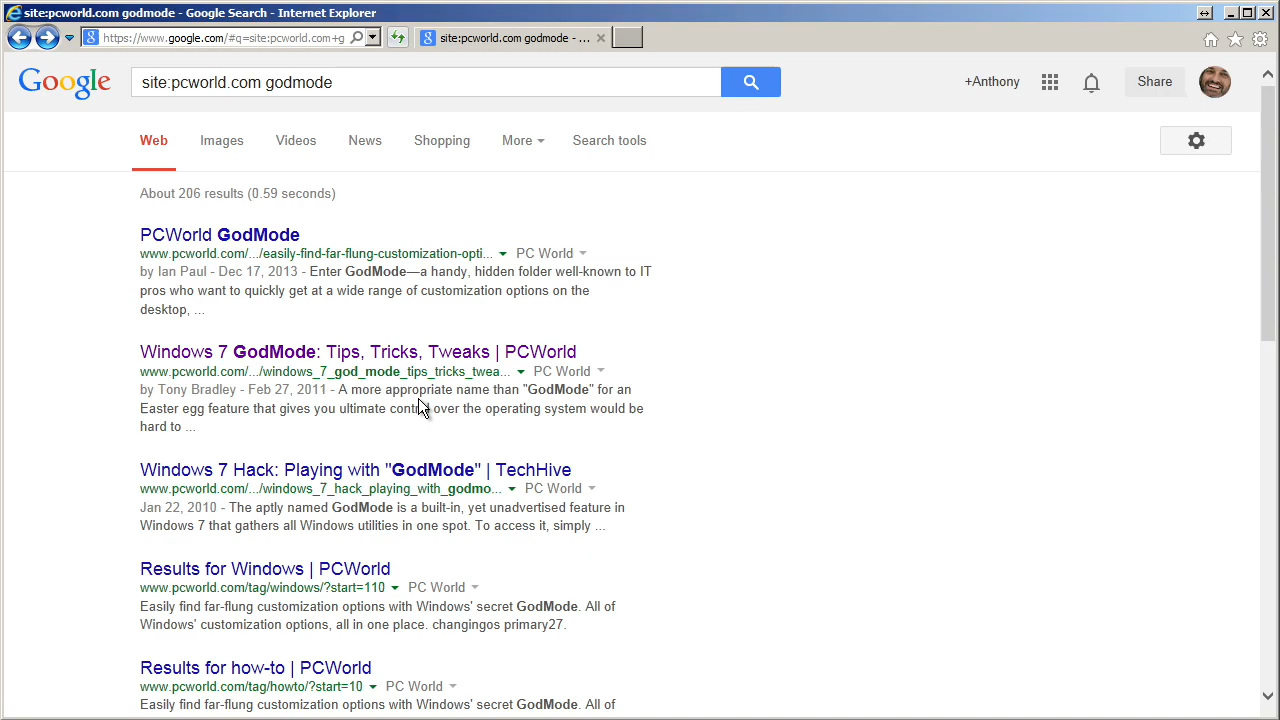 site:pcworld.com godmode - Google Search - Internet Explorer
https://www.google.com/#q=site:pcworld.com+g
site:pcworld.com godmode - ...
Google
site:pcworld.com godmode
+Anthony
Share
Web
Images
Videos
News
Shopping
More
Search tools
About 206 results (0.59 seconds)
PCWorld GodMode
www.pcworld.com/.../easily-find-far-flung-customization-opti... PC World
by Ian Paul - Dec 17, 2013 - Enter GodMode—a handy, hidden folder well-known to IT
pros who want to quickly get at a wide range of customization options on the
desktop, ...
Windows 7 GodMode: Tips, Tricks, Tweaks | PCWorld
www.pcworld.com/.../windows_7_god_mode_tips_tricks_twea... PC World
by Tony Bradley - Feb 27, 2011 - A more appropriate name than "GodMode" for an
Easter egg feature that gives you ultimate control over the operating system would be
hard to ...
Windows 7 Hack: Playing with "GodMode" | TechHive
www.pcworld.com/.../windows_7_hack_playing_with_godmo... PC World
Jan 22, 2010 - The aptly named GodMode is a built-in, yet unadvertised feature in
Windows 7 that gathers all Windows utilities in one spot. To access it, simply ...
Results for Windows | PCWorld
www.pcworld.com/tag/windows/?start=110 PC World
Easily find far-flung customization options with Windows' secret GodMode. All of
Windows' customization options, all in one place. changingos primary27.
Results for how-to | PCWorld
www.pcworld.com/tag/howto/?start=10 PC World
Easily find far-flung customization options with Windows' secret GodMode. All of